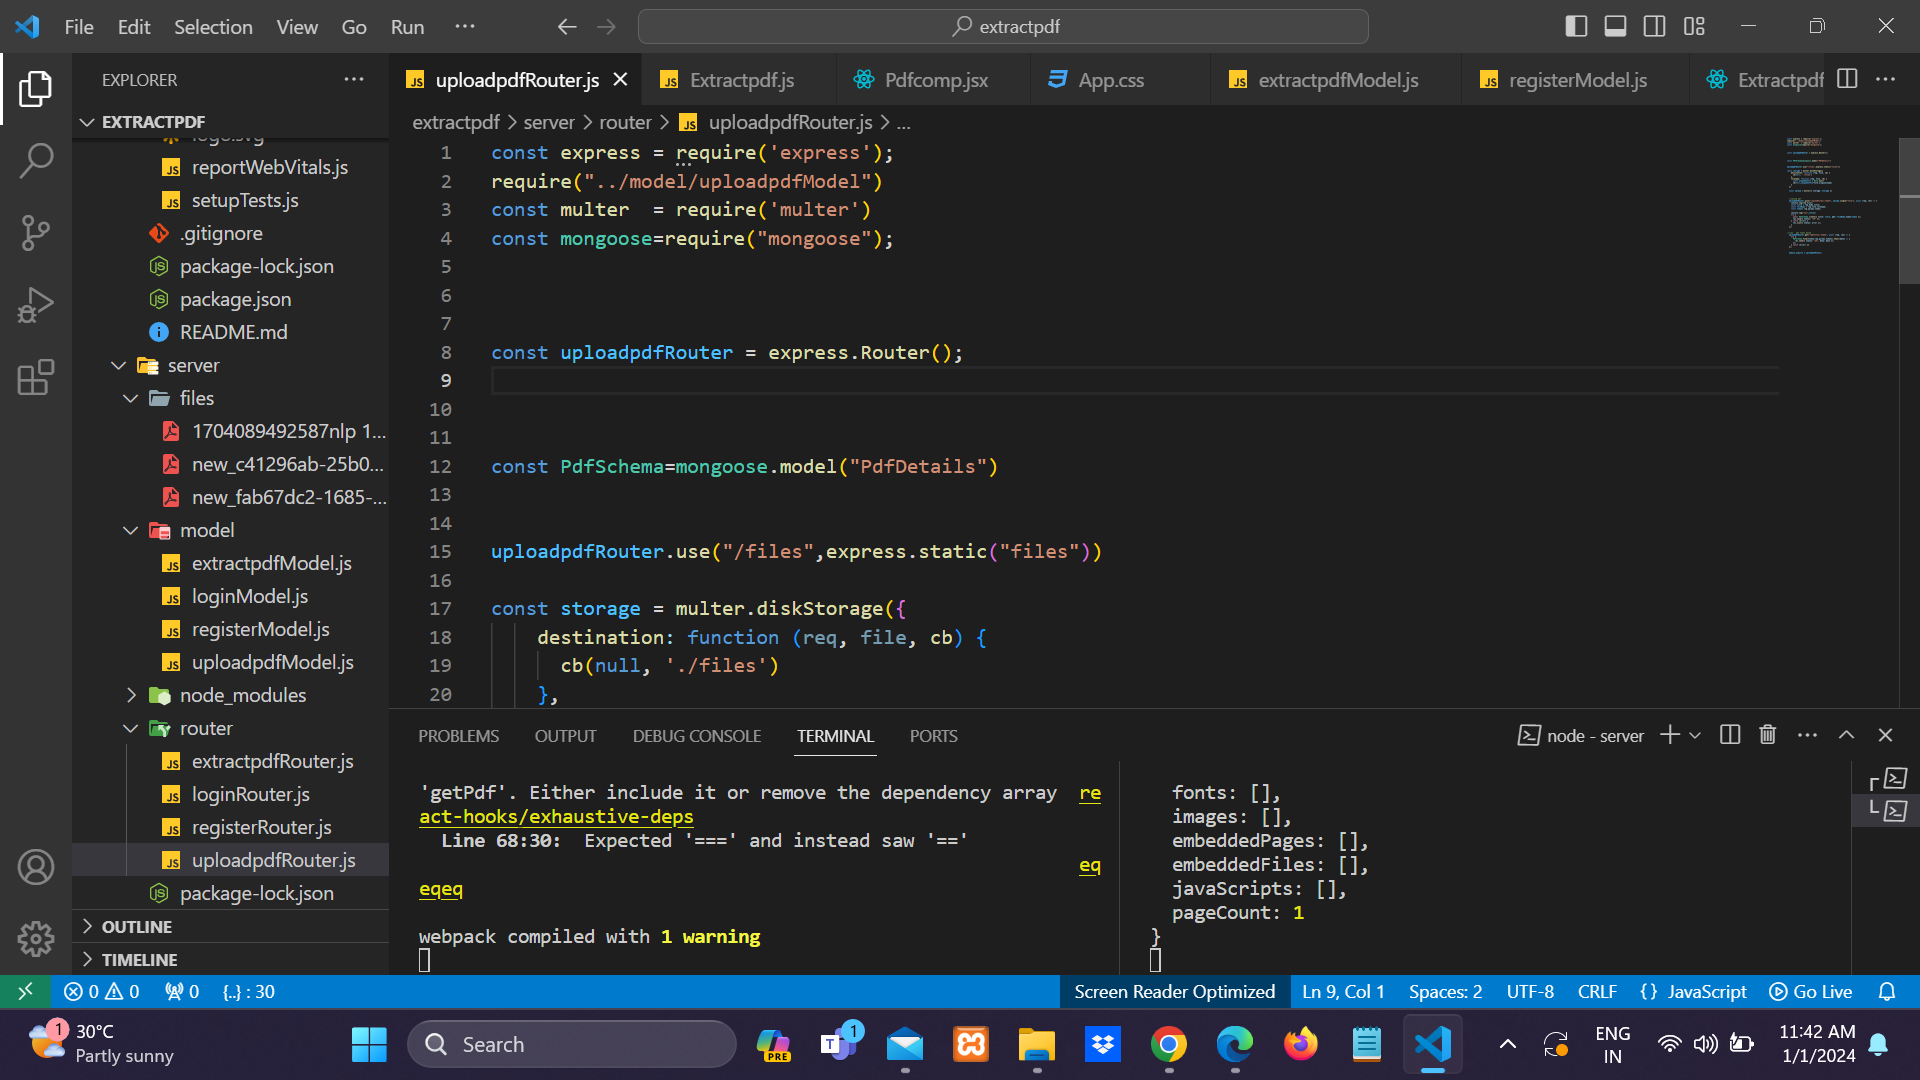 File Edit Selection View Go Run ···
extractpdf
EXPLORER
EXTRACTPDF
logo.svg
reportWebVitals.js
setupTests.js
.gitignore
package-lock.json
package.json
README.md
server
files
1704089492587nlp 1...
new_c41296ab-25b0...
new_fab67dc2-1685-...
model
extractpdfModel.js
loginModel.js
registerModel.js
uploadpdfModel.js
node_modules
router
extractpdfRouter.js
loginRouter.js
registerRouter.js
uploadpdfRouter.js
package-lock.json
OUTLINE
TIMELINE
uploadpdfRouter.js Extractpdf.js Pdfcomp.jsx App.css extractpdfModel.js registerModel.js Extractpdf
extractpdf > server > router > uploadpdfRouter.js > ...
1 const express = require('express');
2 require("../model/uploadpdfModel")
3 const multer  = require('multer')
4 const mongoose=require("mongoose");
5
6
7
8 const uploadpdfRouter = express.Router();
9
10
11
12 const PdfSchema=mongoose.model("PdfDetails")
13
14
15 uploadpdfRouter.use("/files",express.static("files"))
16
17 const storage = multer.diskStorage({
18 destination: function (req, file, cb) {
19 cb(null, './files')
20 },
PROBLEMS OUTPUT DEBUG CONSOLE TERMINAL PORTS
node - server
'getPdf'. Either include it or remove the dependency array  re
act-hooks/exhaustive-deps
Line 68:30:  Expected '===' and instead saw '=='
eq
eqeq
webpack compiled with 1 warning
fonts: [],
images: [],
embeddedPages: [],
embeddedFiles: [],
javaScripts: [],
pageCount: 1
}
0 0 0 {..} : 30
Screen Reader Optimized Ln 9, Col 1 Spaces: 2 UTF-8 CRLF {} JavaScript Go Live
1
30°C
Partly sunny
Search
PRE
T
1
ENG
IN
11:42 AM
1/1/2024